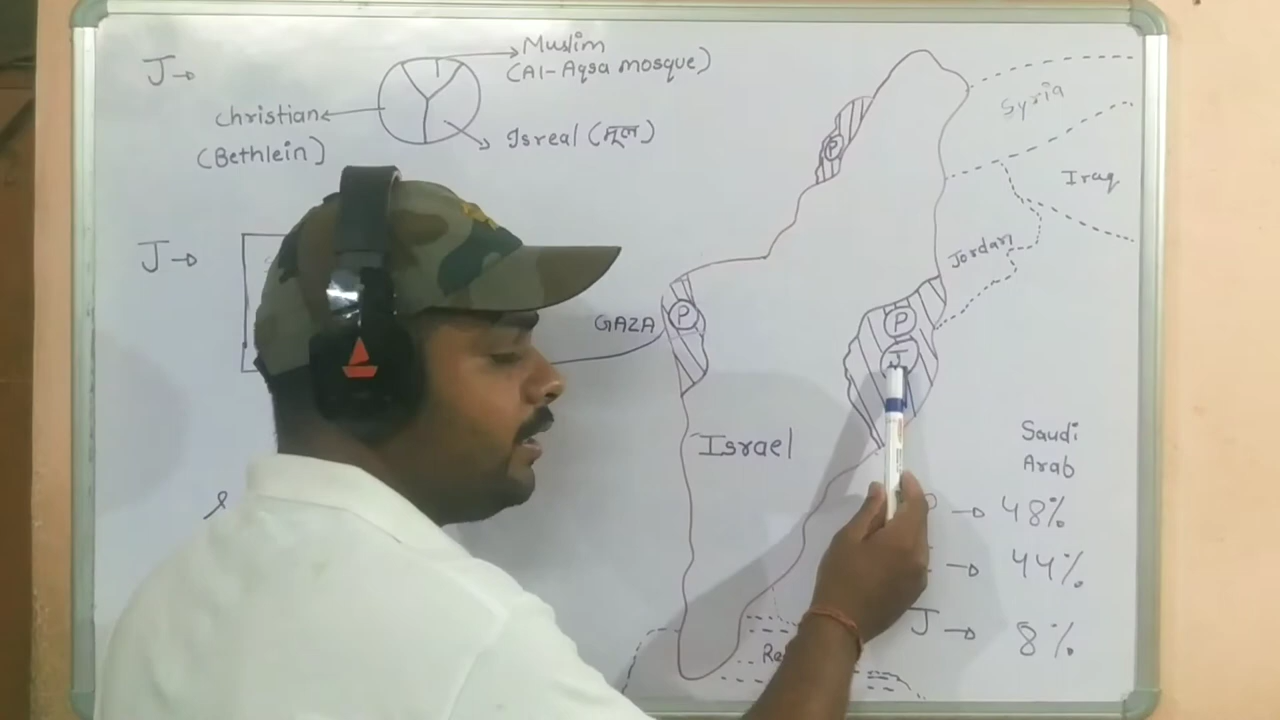 J→
Muslim
(Al-Aqsa mosque)
christian
(Bethlein)
Isreal (मूल)
J→
P
Syria
Iraq
Jordan
GAZA
P
P
J
Israel
Saudi
Arab
→ 48%
→ 44%
J → 8%